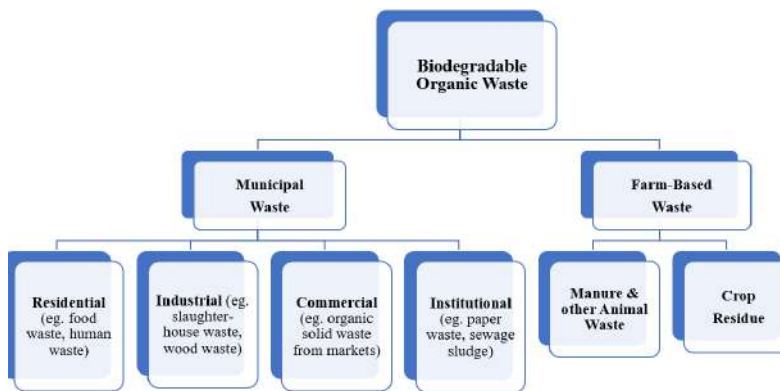 Biodegradable
Organic Waste
Municipal
Waste
Farm-Based
Waste
Residential
(eg. food
waste, human
waste)
Industrial (eg.
slaughter-
house waste,
wood waste)
Commercial
(eg. organic
solid waste
from markets)
Institutional
(eg. paper
waste, sewage
sludge)
Manure &
other Animal
Waste
Crop
Residue